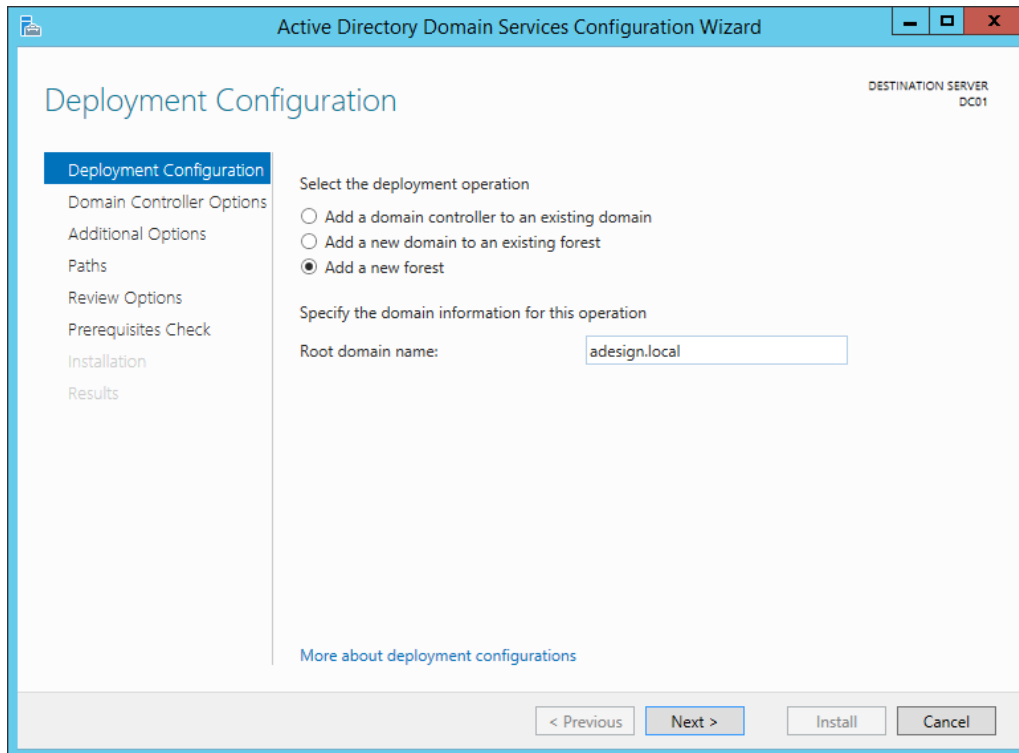 Active Directory Domain Services Configuration Wizard
Deployment Configuration
DESTINATION SERVER
DC01
Deployment Configuration
Domain Controller Options
Additional Options
Paths
Review Options
Prerequisites Check
Installation
Results
Select the deployment operation
Add a domain controller to an existing domain
Add a new domain to an existing forest
Add a new forest
Specify the domain information for this operation
Root domain name: adesign.local
More about deployment configurations
< Previous Next > Install Cancel